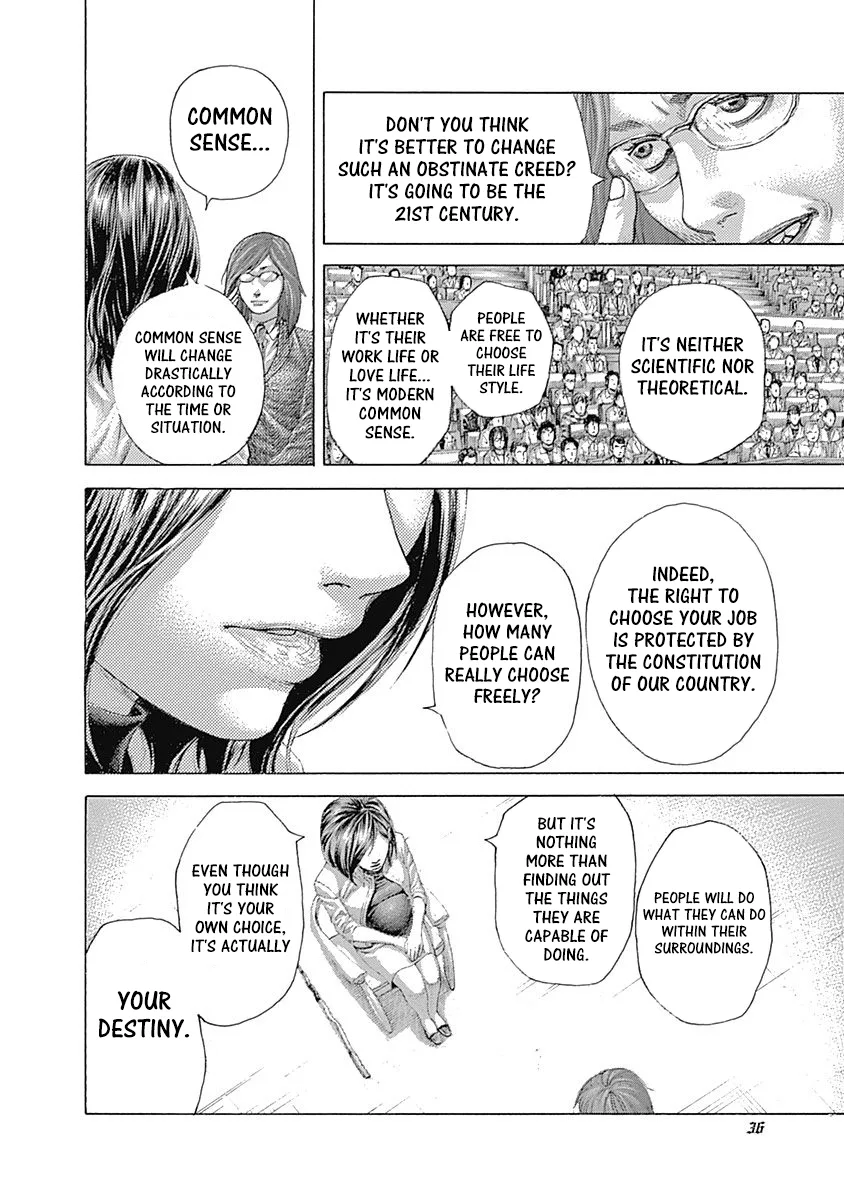 DON'T YOU THINK
IT'S BETTER TO CHANGE
SUCH AN OBSTINATE CREED?
IT'S GOING TO BE THE
21ST CENTURY.
IT'S NEITHER
SCIENTIFIC NOR
THEORETICAL.
PEOPLE
ARE FREE TO
CHOOSE
THEIR LIFE
STYLE.
WHETHER
IT'S THEIR
WORK LIFE OR
LOVE LIFE...
IT'S MODERN
COMMON
SENSE.
COMMON
SENSE...
COMMON SENSE
WILL CHANGE
DRASTICALLY
ACCORDING TO
THE TIME OR
SITUATION.
INDEED,
THE RIGHT TO
CHOOSE YOUR JOB
IS PROTECTED BY
THE CONSTITUTION
OF OUR COUNTRY.
HOWEVER,
HOW MANY
PEOPLE CAN
REALLY CHOOSE
FREELY?
PEOPLE WILL DO
WHAT THEY CAN DO
WITHIN THEIR
SURROUNDINGS.
BUT IT'S
NOTHING
MORE THAN
FINDING OUT
THE THINGS
THEY ARE
CAPABLE OF
DOING.
EVEN THOUGH
YOU THINK
IT'S YOUR
OWN CHOICE,
IT'S ACTUALLY
YOUR
DESTINY.
36